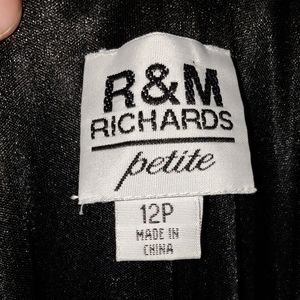 R&M
RICHARDS
petite
12P
MADE IN
CHINA